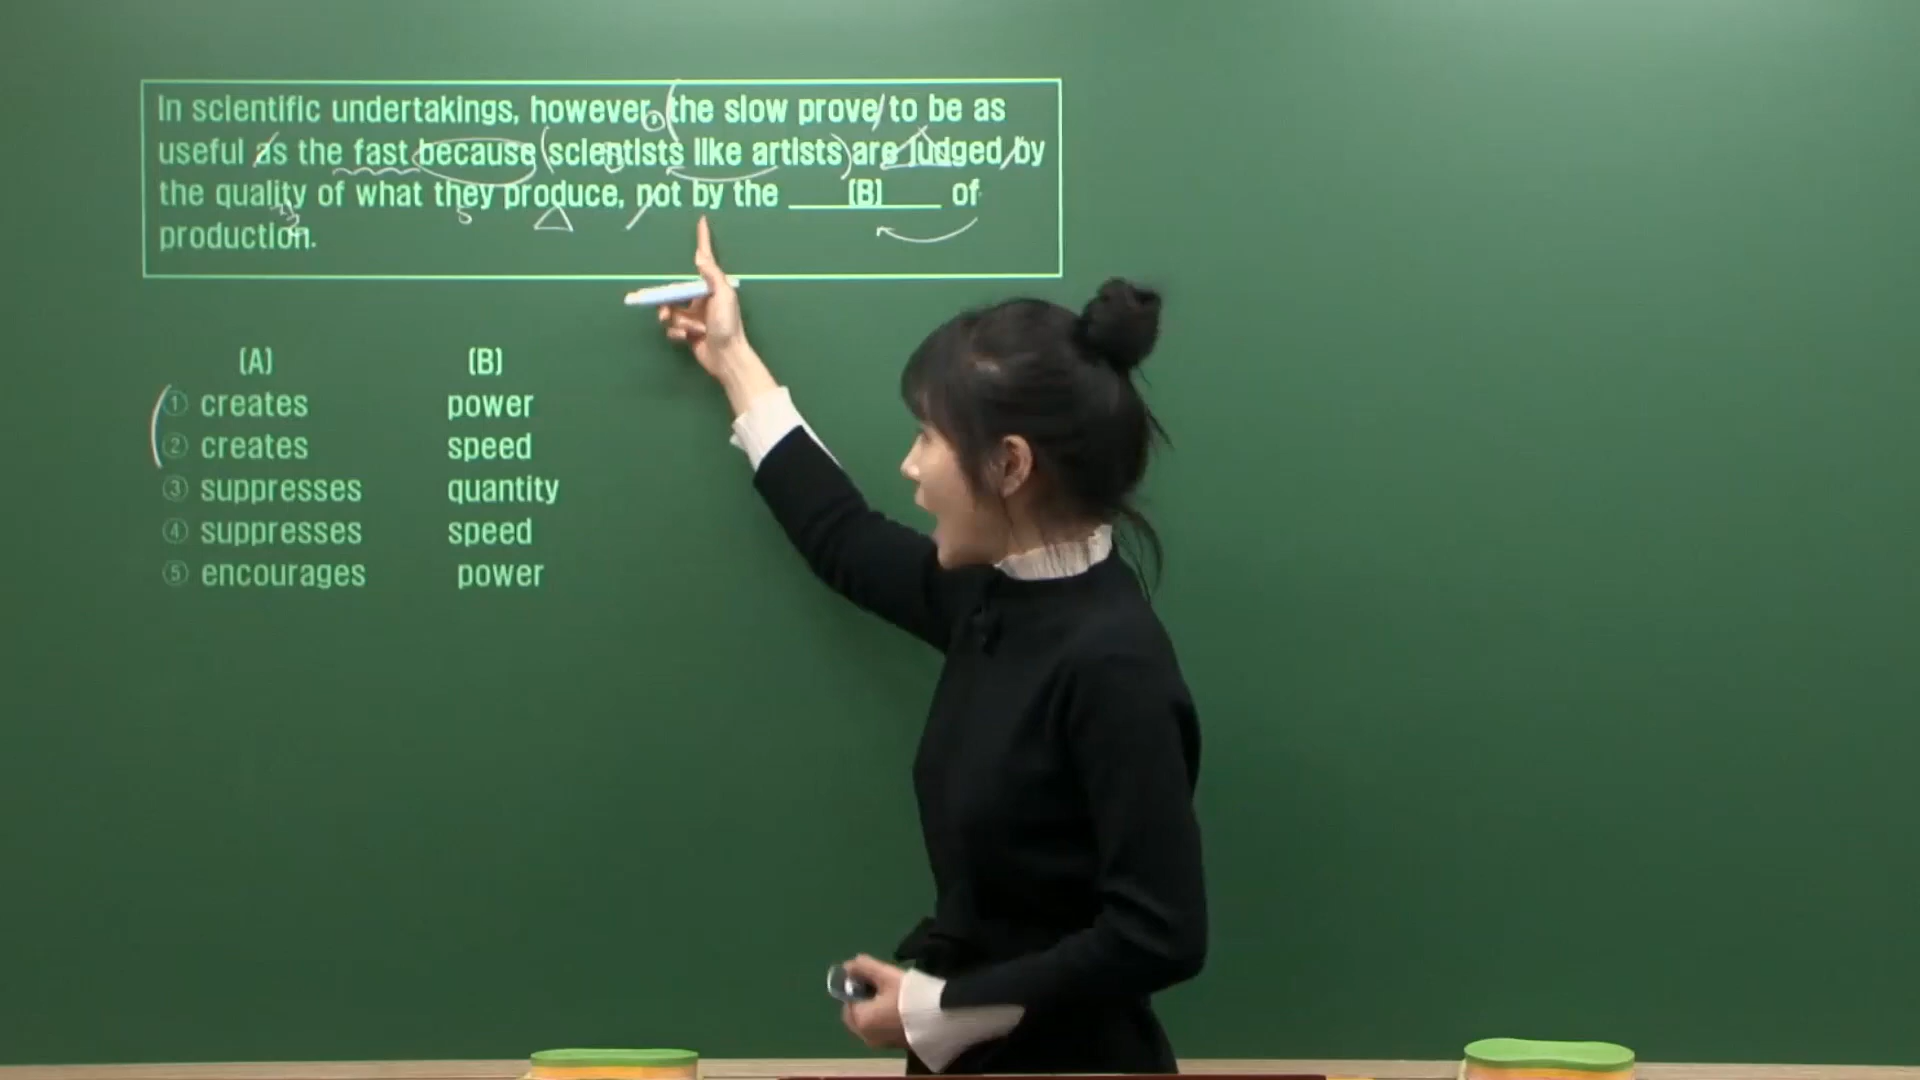 In scientific undertakings, however, the slow prove to be as
useful as the fast because scientists like artists are judged by
the quality of what they produce, not by the ____(B)____ of
production.
(A) (B)
① creates power
② creates speed
③ suppresses quantity
④ suppresses speed
⑤ encourages power